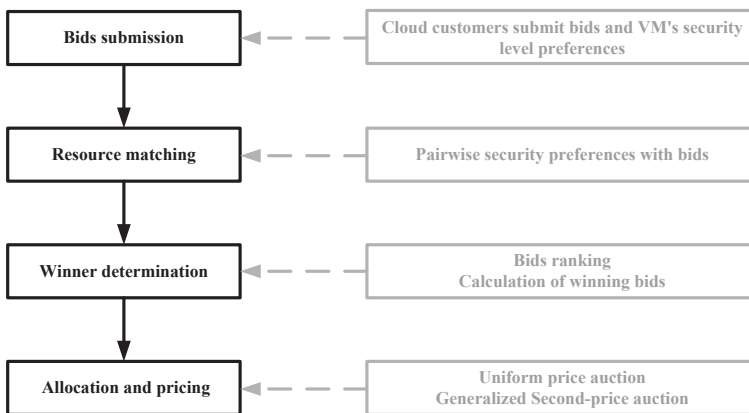 Bids submission
Cloud customers submit bids and VM's security
level preferences
Resource matching
Pairwise security preferences with bids
Winner determination
Bids ranking
Calculation of winning bids
Allocation and pricing
Uniform price auction
Generalized Second-price auction